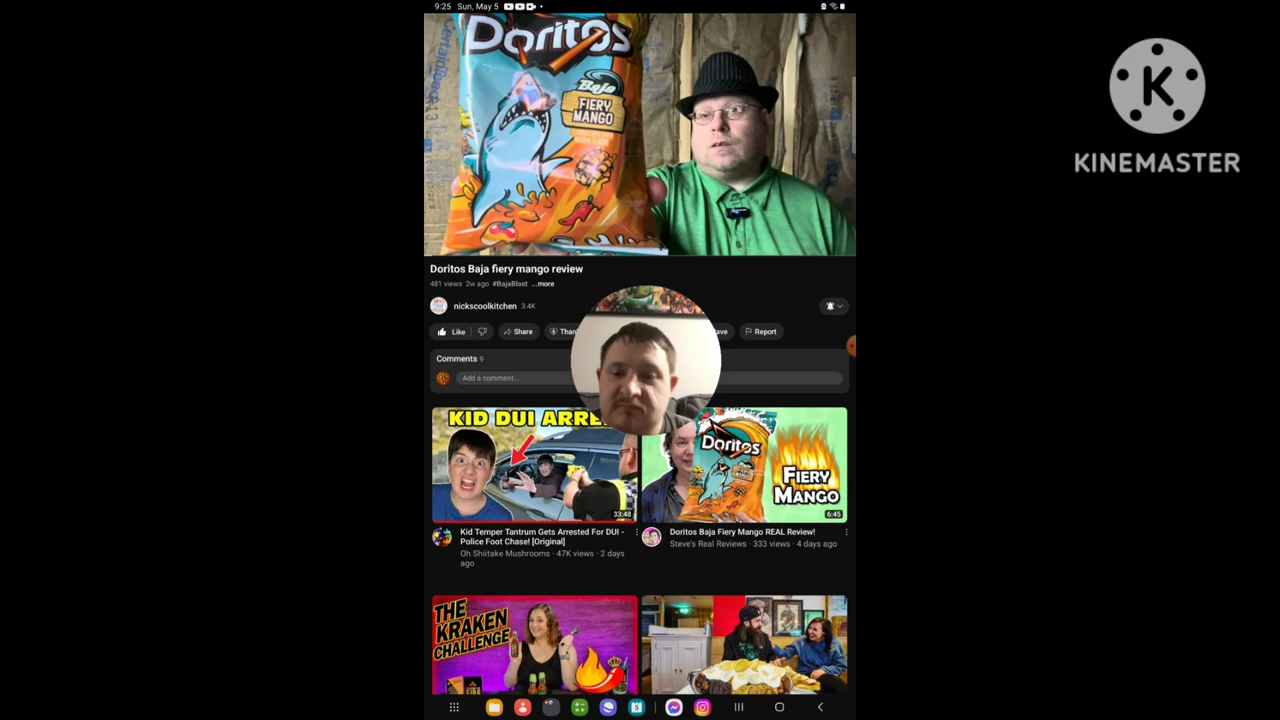 9:25 Sun, May 5
Doritos
Baja
FIERY
MANGO
K
KINEMASTER
Doritos Baja fiery mango review
481 views 2w ago #BajaBlast ...more
nickscoolkitchen 3.4K
Like Share Report
Comments 9
Add a comment...
KID DUI ARRE
33:48
Doritos
FIERY
MANGO
6:45
Kid Temper Tantrum Gets Arrested For DUI -
Police Foot Chase! [Original]
Oh Shiitake Mushrooms · 47K views · 2 days
ago
Doritos Baja Fiery Mango REAL Review!
Steve's Real Reviews · 333 views · 4 days ago
THE
KRAKEN
CHALLENGE